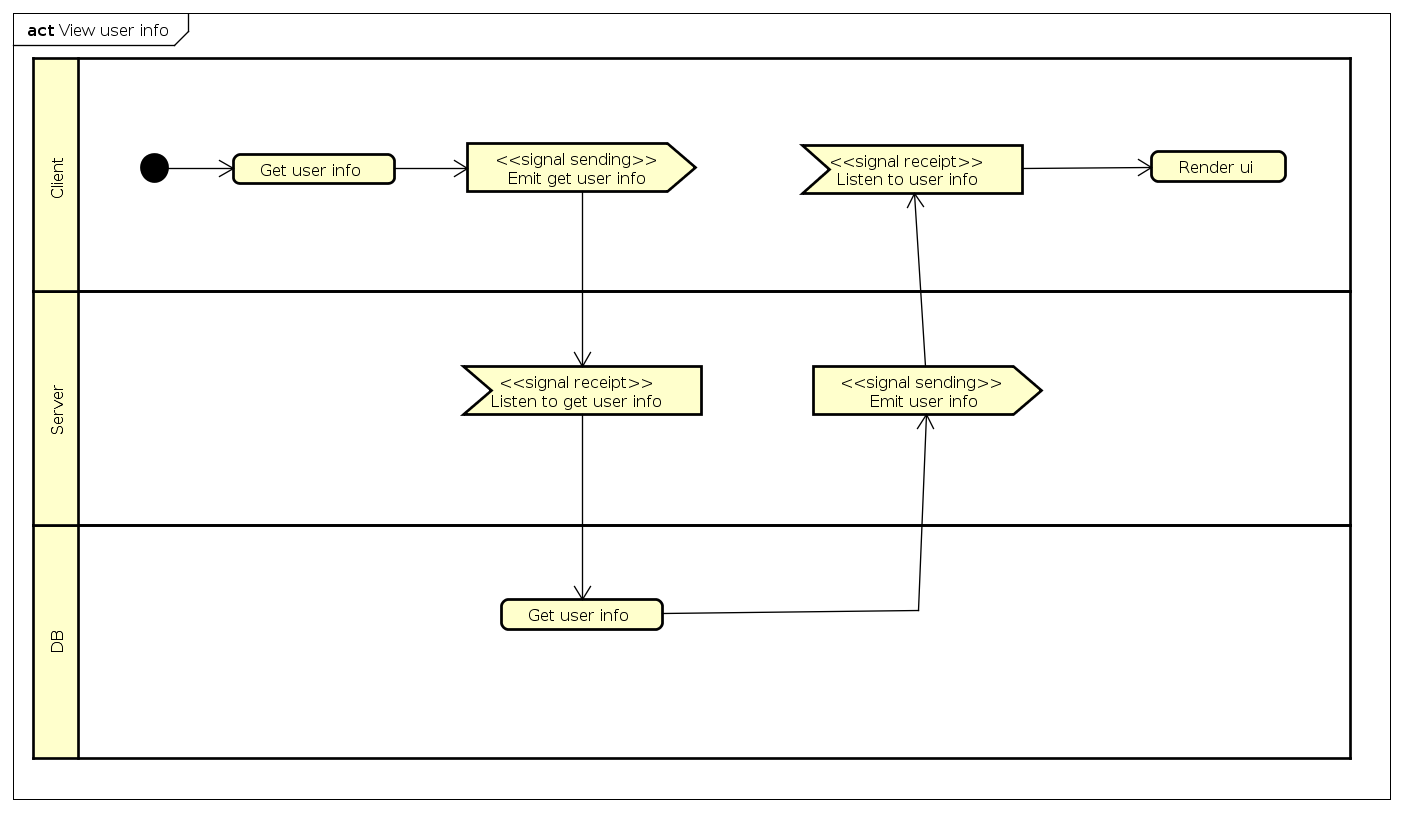 act View user info
Client
Get user info
<<signal sending>>
Emit get user info
<<signal receipt>>
Listen to user info
Render ui
Server
<<signal receipt>>
Listen to get user info
<<signal sending>>
Emit user info
DB
Get user info